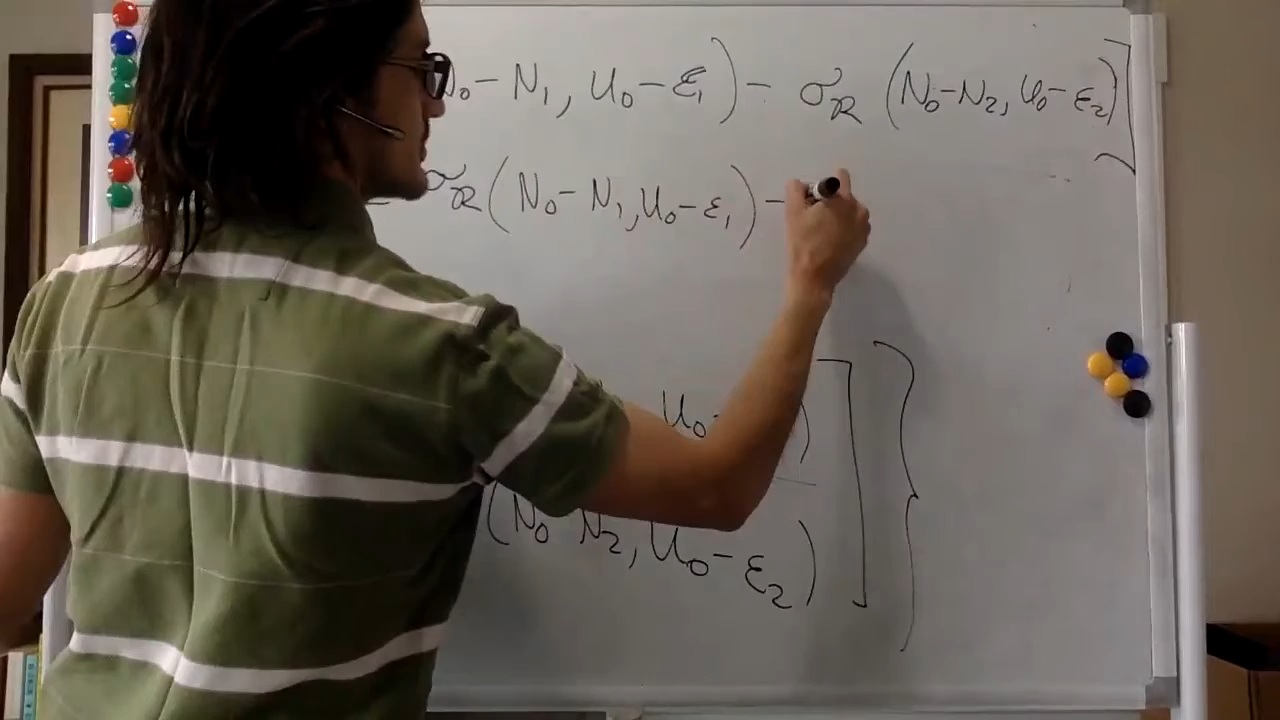 N₀ − N₁, U₀ − ε₁) − σ_R (N₀ − N₂, U₀ − ε₂)]
− σ_R (N₀ − N₁, U₀ − ε₁) −
U₀ − ) ] }
(N₀ N₂, U₀ − ε₂)